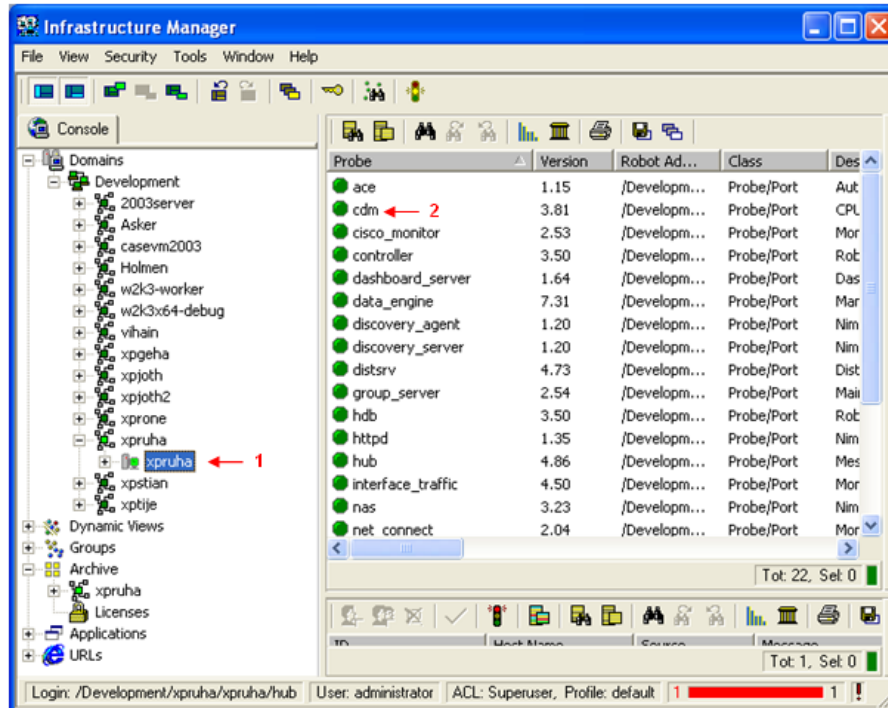 Infrastructure Manager
File View Security Tools Window Help
Console
Domains
Development
2003server
Asker
casevm2003
Holmen
w2k3-worker
w2k3x64-debug
vihain
xpgeha
xpjoth
xpjoth2
xprone
xpruha
xpruha 1
xpstian
xptije
Dynamic Views
Groups
Archive
xpruha
Licenses
Applications
URLs
Probe Version Robot Ad... Class Des
ace 1.15 /Developm... Probe/Port Aut
cdm 2 3.81 /Developm... Probe/Port CPU
cisco_monitor 2.53 /Developm... Probe/Port Mor
controller 3.50 /Developm... Probe/Port Rob
dashboard_server 1.64 /Developm... Probe/Port Das
data_engine 7.31 /Developm... Probe/Port Mar
discovery_agent 1.20 /Developm... Probe/Port Nim
discovery_server 1.20 /Developm... Probe/Port Nim
distsrv 4.73 /Developm... Probe/Port Dist
group_server 2.54 /Developm... Probe/Port Mai
hdb 3.50 /Developm... Probe/Port Rob
httpd 1.35 /Developm... Probe/Port Nim
hub 4.86 /Developm... Probe/Port Mes
interface_traffic 4.50 /Developm... Probe/Port Mor
nas 3.23 /Developm... Probe/Port Nim
net_connect 2.04 /Developm... Probe/Port Mor
Tot: 22, Sel: 0
ID Host Name Source Message
Tot: 1, Sel: 0
Login: /Development/xpruha/xpruha/hub User: administrator ACL: Superuser, Profile: default 1 1